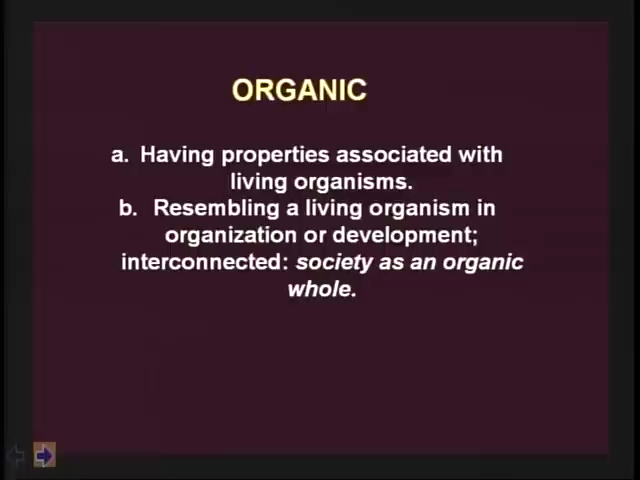 ORGANIC
a. Having properties associated with
living organisms.
b. Resembling a living organism in
organization or development;
interconnected: society as an organic
whole.